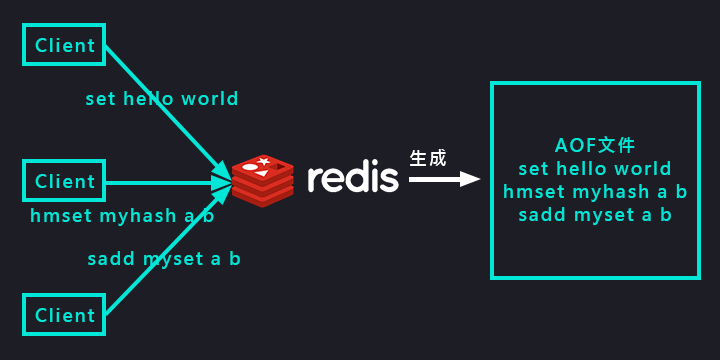 Client
set hello world
Client
hmset myhash a b
sadd myset a b
Client
redis
生成
AOF文件
set hello world
hmset myhash a b
sadd myset a b